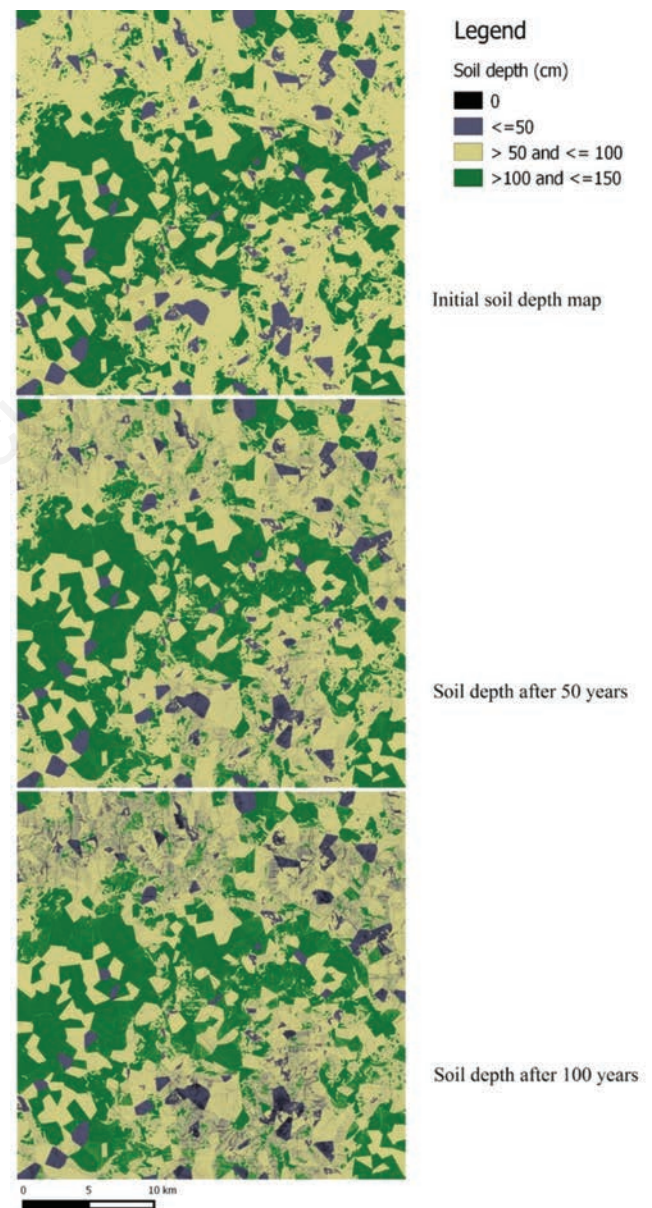 Legend
Soil depth (cm)
0
<=50
> 50 and <= 100
>100 and <=150
Initial soil depth map
Soil depth after 50 years
Soil depth after 100 years
0 5 10 km